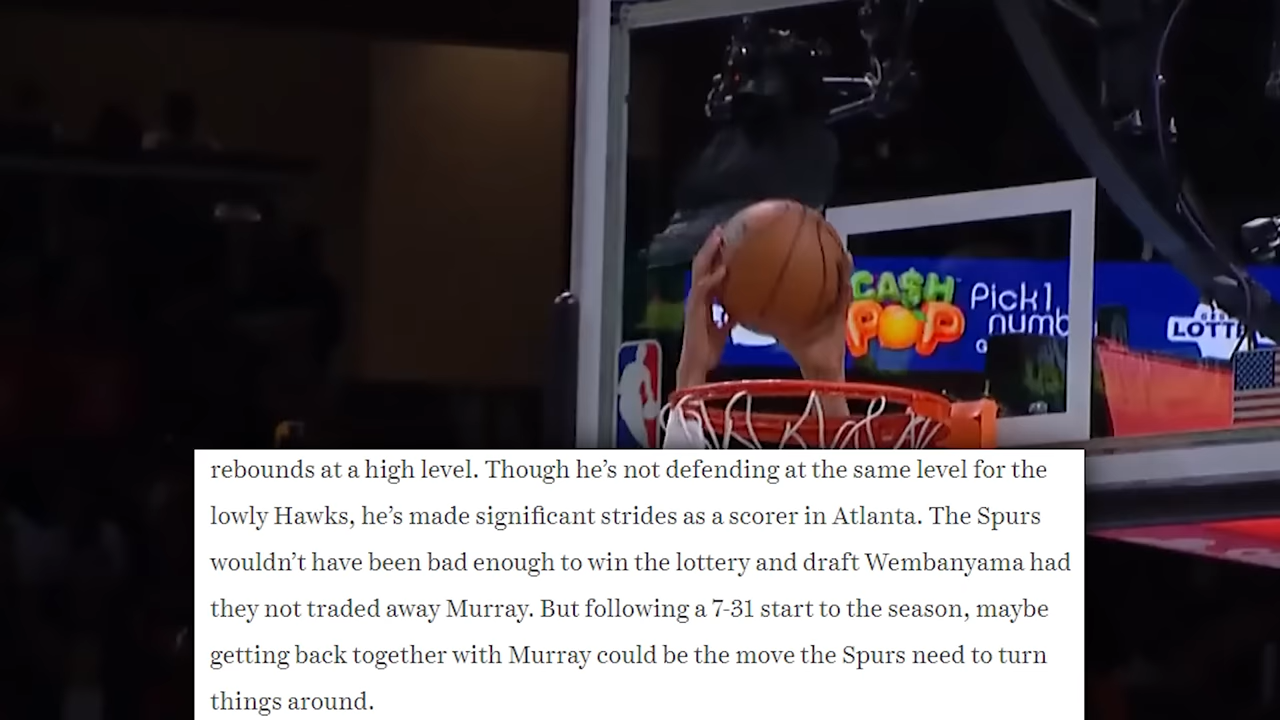 CA$H
POP
Pick 1
numb
LOTT
rebounds at a high level. Though he’s not defending at the same level for the
lowly Hawks, he’s made significant strides as a scorer in Atlanta. The Spurs
wouldn’t have been bad enough to win the lottery and draft Wembanyama had
they not traded away Murray. But following a 7-31 start to the season, maybe
getting back together with Murray could be the move the Spurs need to turn
things around.